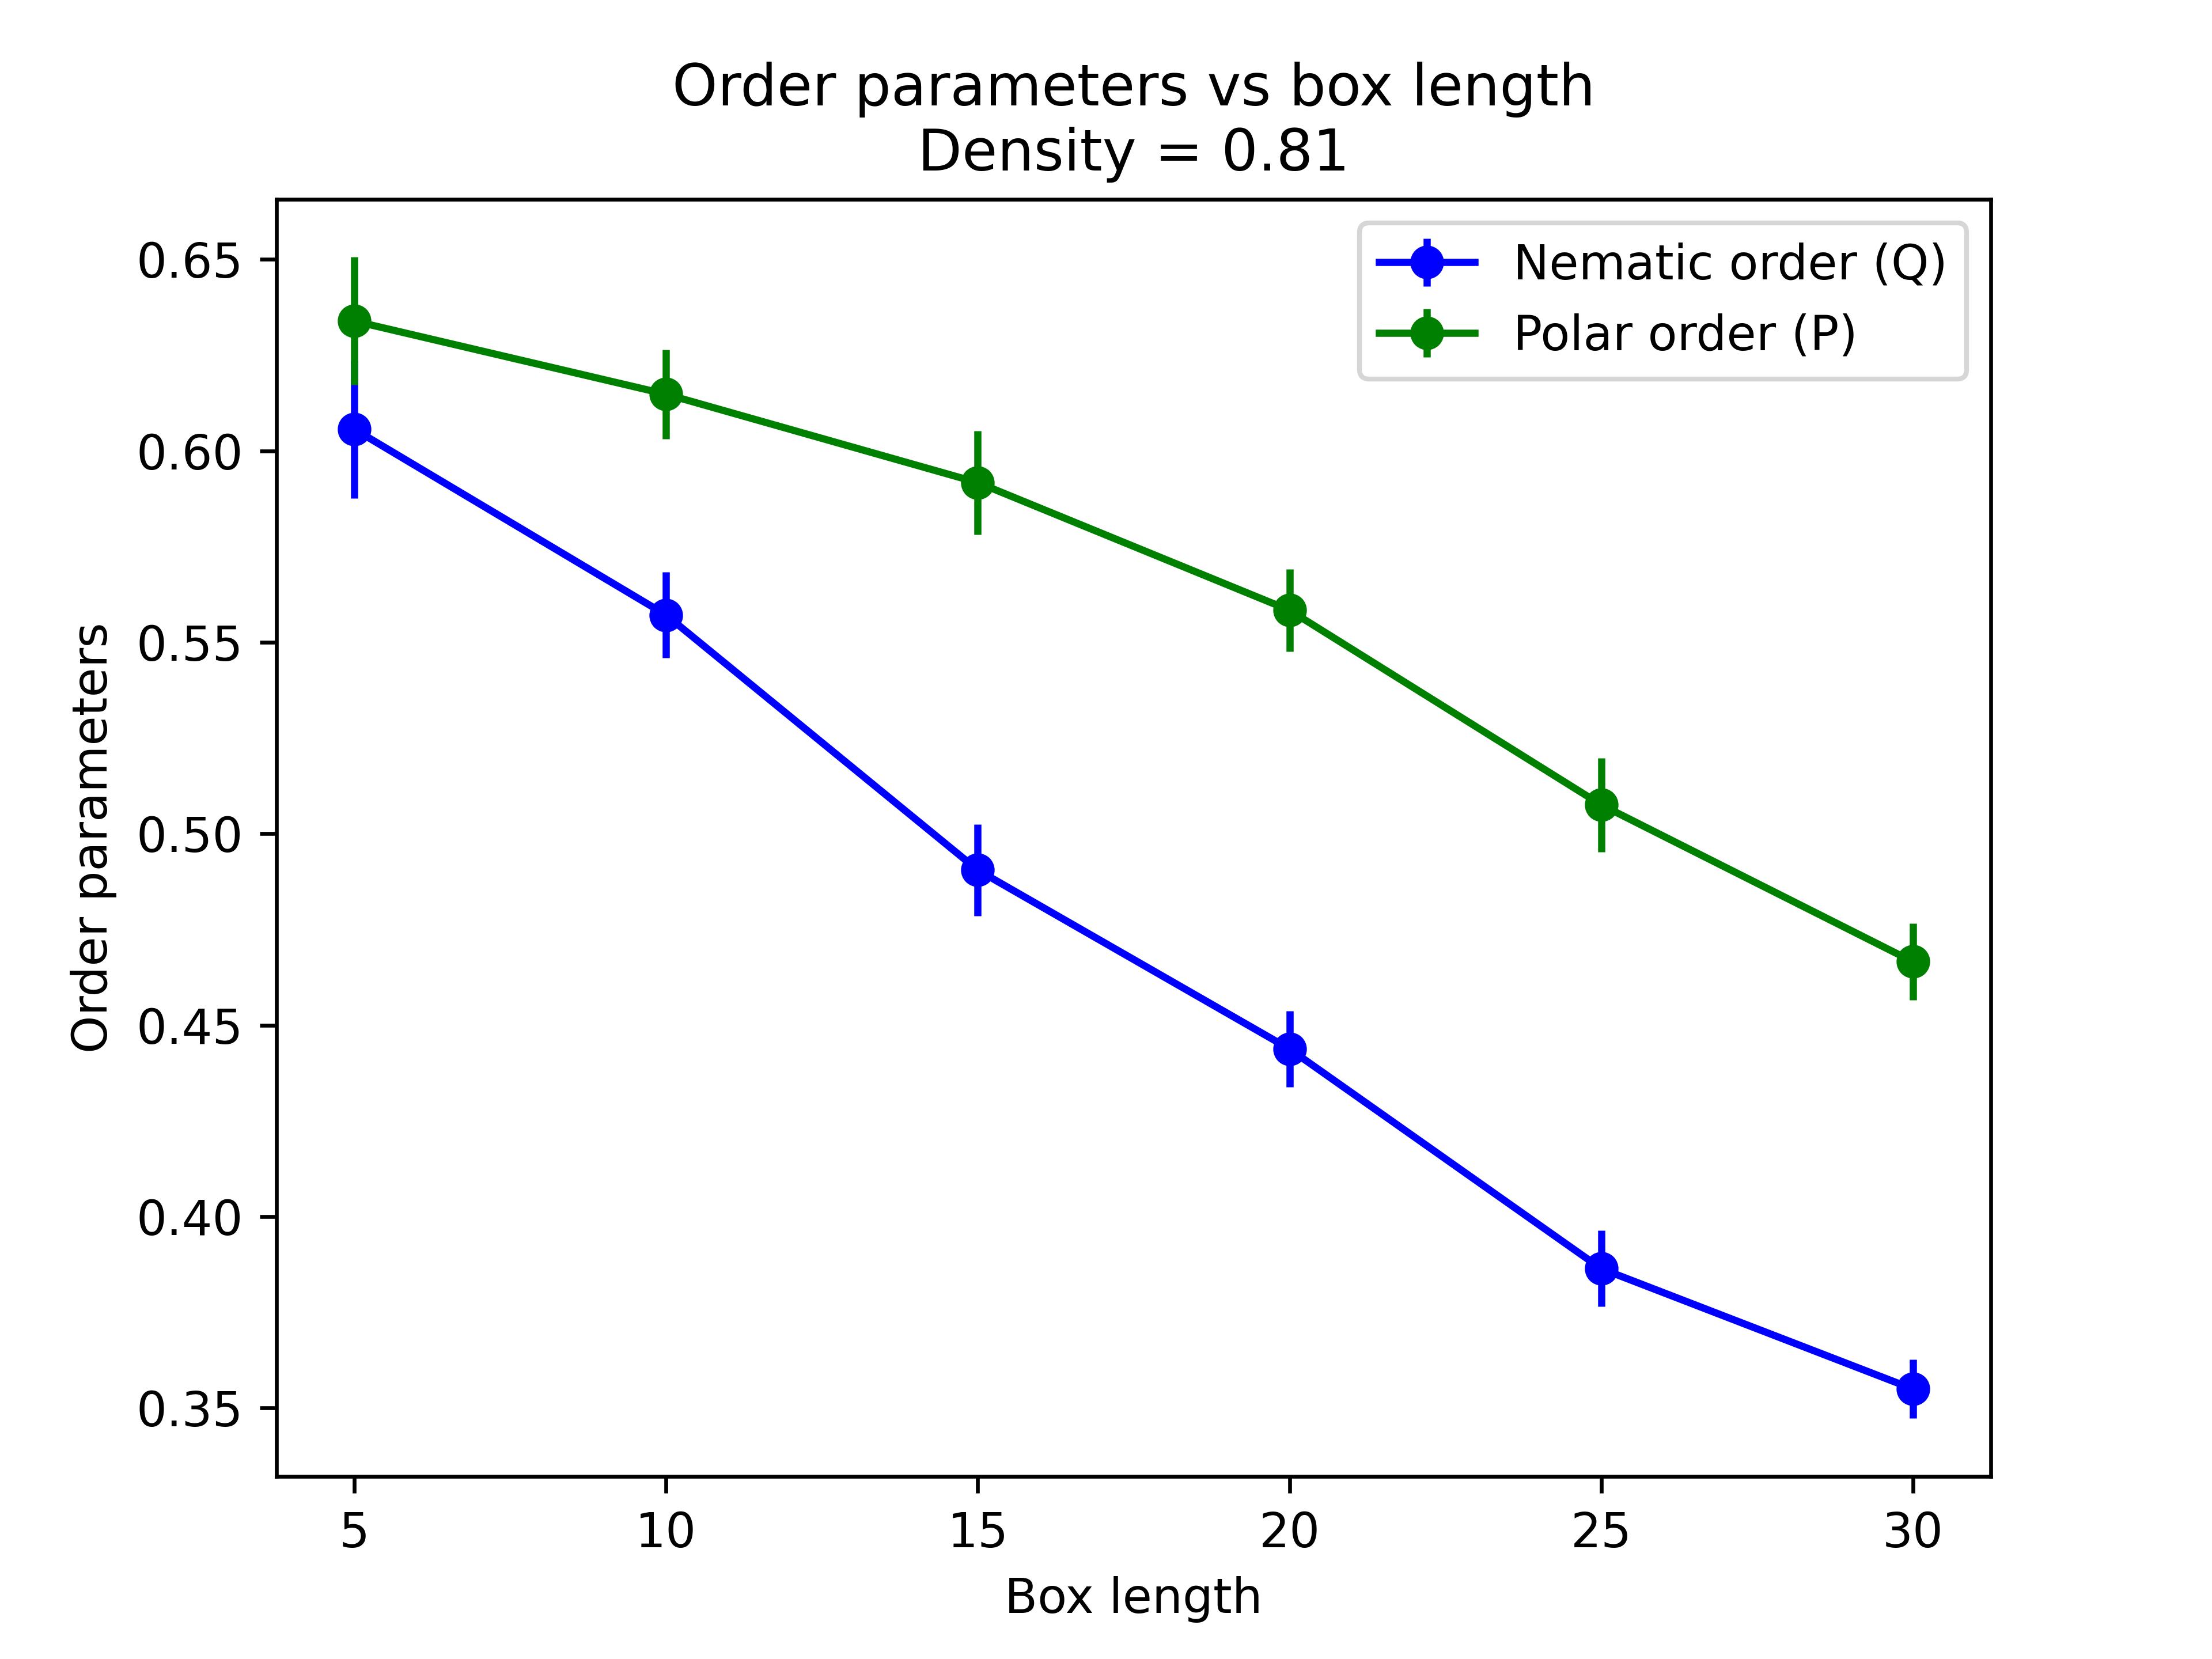 Order parameters vs box length
Density = 0.81
Nematic order (Q)
Polar order (P)
Order parameters
0.65
0.60
0.55
0.50
0.45
0.40
0.35
5 10 15 20 25 30
Box length